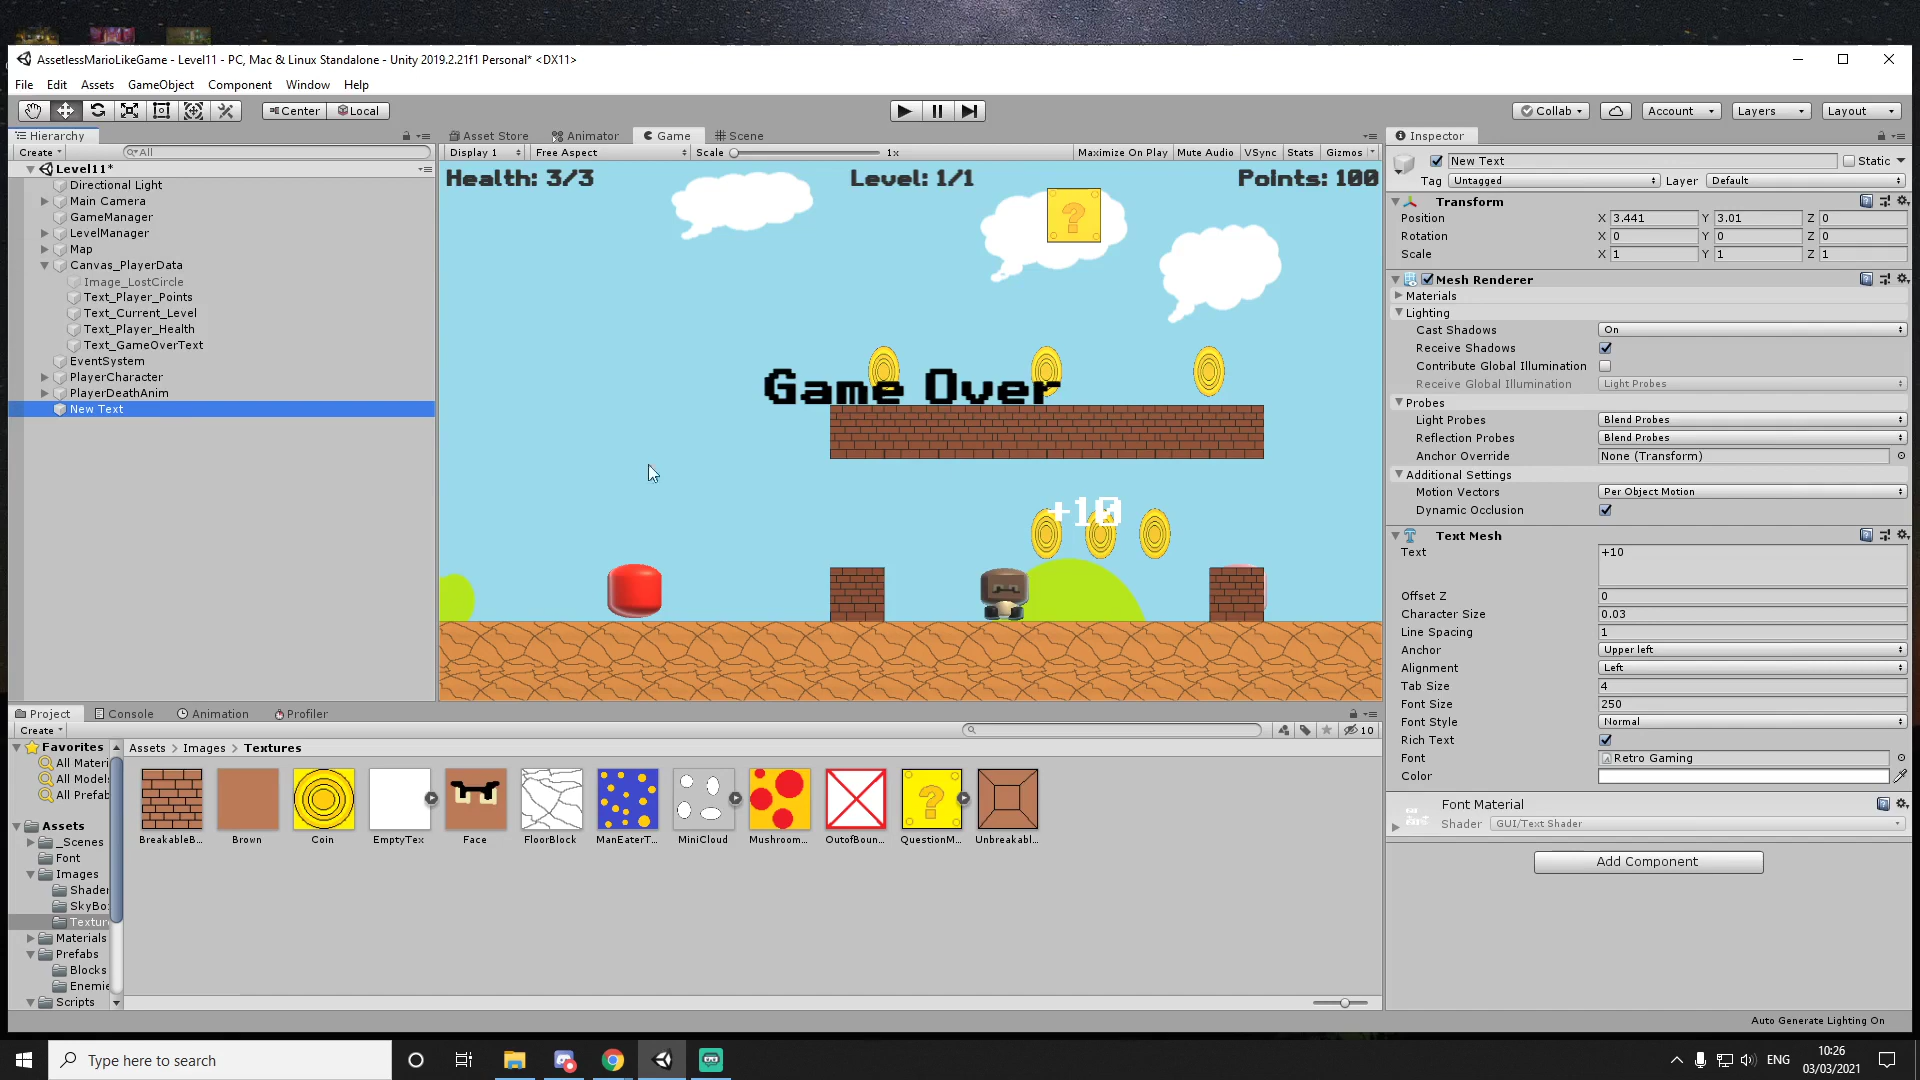 AssetlessMarioLikeGame - Level11 - PC, Mac & Linux Standalone - Unity 2019.2.21f1 Personal* <DX11>
File Edit Assets GameObject Component Window Help
Center Local Collab Account Layers Layout
Hierarchy
Create All
Level11*
Directional Light
Main Camera
GameManager
LevelManager
Map
Canvas_PlayerData
Image_LostCircle
Text_Player_Points
Text_Current_Level
Text_Player_Health
Text_GameOverText
EventSystem
PlayerCharacter
PlayerDeathAnim
New Text
Asset Store Animator Game Scene
Display 1 Free Aspect Scale 1x Maximize On Play Mute Audio VSync Stats Gizmos
Health: 3/3 Level: 1/1 Points: 100
?
Game Over
+10
Inspector
New Text Static
Tag Untagged Layer Default
Transform
Position X 3.441 Y 3.01 Z 0
Rotation X 0 Y 0 Z 0
Scale X 1 Y 1 Z 1
Mesh Renderer
Materials
Lighting
Cast Shadows On
Receive Shadows
Contribute Global Illumination
Receive Global Illumination Light Probes
Probes
Light Probes Blend Probes
Reflection Probes Blend Probes
Anchor Override None (Transform)
Additional Settings
Motion Vectors Per Object Motion
Dynamic Occlusion
Text Mesh
Text +10
Offset Z 0
Character Size 0.03
Line Spacing 1
Anchor Upper left
Alignment Left
Tab Size 4
Font Size 250
Font Style Normal
Rich Text
Font Retro Gaming
Color
Font Material
Shader GUI/Text Shader
Add Component
Project Console Animation Profiler
Create 10
Favorites
All Materi
All Models
All Prefab
Assets
_Scenes
Font
Images
Shader
SkyBo
Textur
Materials
Prefabs
Blocks
Enemie
Scripts
Assets > Images > Textures
?
BreakableB... Brown Coin EmptyTex Face FloorBlock ManEaterT... MiniCloud Mushroom... OutofBoun... QuestionM... Unbreakabl...
Auto Generate Lighting On
Type here to search
ENG
10:26
03/03/2021